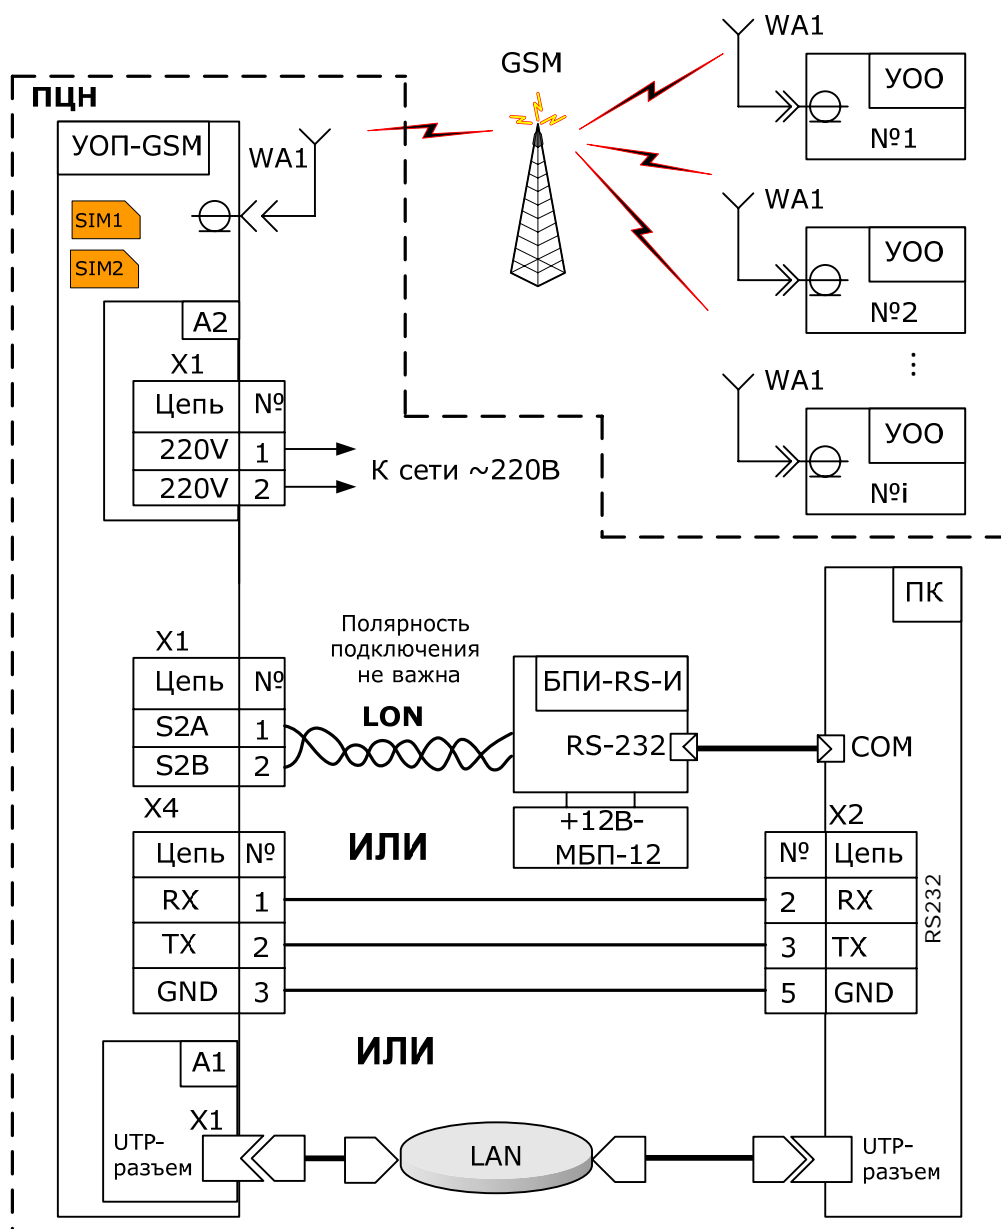 WA1
GSM
УОО
№1
ПЦН
УОП-GSM
WA1
SIM1
SIM2
WA1
УОО
№2
⋮
WA1
УОО
№i
A2
X1
Цепь №
220V 1
220V 2
К сети ~220В
ПК
X1
Цепь №
S2A 1
S2B 2
Полярность
подключения
не важна
LON
БПИ-RS-И
RS-232
COM
+12В-
МБП-12
X4
Цепь №
RX 1
TX 2
GND 3
ИЛИ
X2
№ Цепь
2 RX
3 TX
5 GND
RS232
ИЛИ
A1
X1
UTP-
разъем
LAN
UTP-
разъем